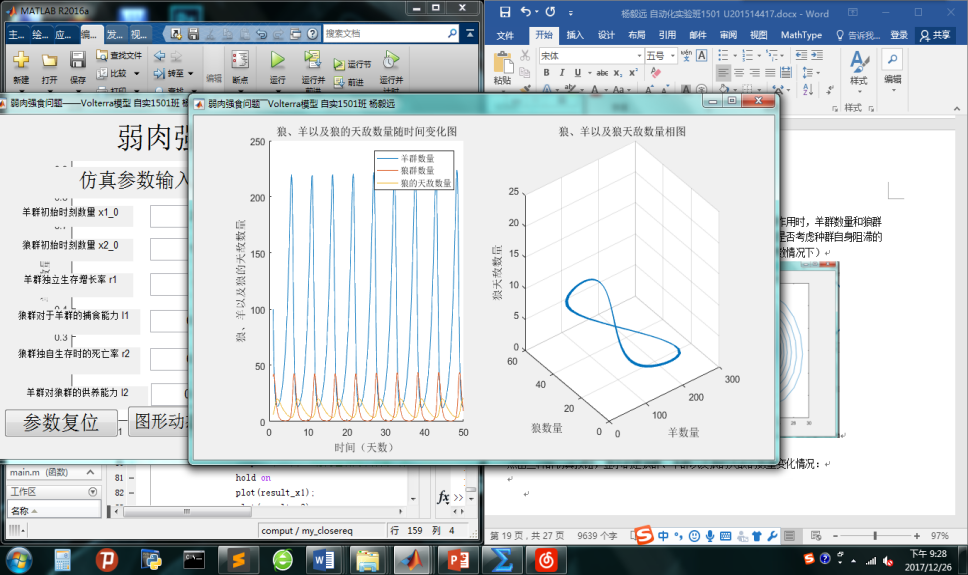 MATLAB R2016a
主... 绘... 应... 编... 发... 视...
搜索文档
新建 打开 保存
查找文件
比较
转至
编辑
断点
运行
运行并
前进
运行节
前进
运行并
杨毅远 自动化实验班1501 U201514417.docx - Word
文件 开始 插入 设计 布局 引用 邮件 审阅 视图 MathType 告诉我... 登录 共享
粘贴
宋体
五号
样式
编辑
样式
弱肉强食问题——Volterra模型 自实1501班 杨
仿真参数输入
羊群初始时刻数量 x1_0
狼群初始时刻数量 x2_0
羊群独立生存增长率 r1
狼群对于羊群的捕食能力 l1
狼群独自生存时的死亡率 r2
羊群对狼群的供养能力 l2
参数复位
图形动
弱肉强食问题——Volterra模型 自实1501班 杨毅远
狼、羊以及狼的天敌数量随时间变化图
狼、羊以及狼的天敌数量
250
200
150
100
50
0
羊群数量
狼群数量
狼的天敌数量
0 10 20 30 40 50
时间（天数）
狼、羊以及狼天敌数量相图
狼天敌数量
25
20
15
10
5
0
60
40
20
0
狼数量
0
100
200
300
羊数量
作用时，羊群数量和狼群
是否考虑种群自身阻滞的
情况下）
变化情况：
main.m (函数)
工作区
名称
81
82
hold on
plot(result_x1);
fx >>
comput / my_closereq
行 159 列 4
第 19 页，共 27 页 9639 个字
中
97%
下午 9:28
2017/12/26